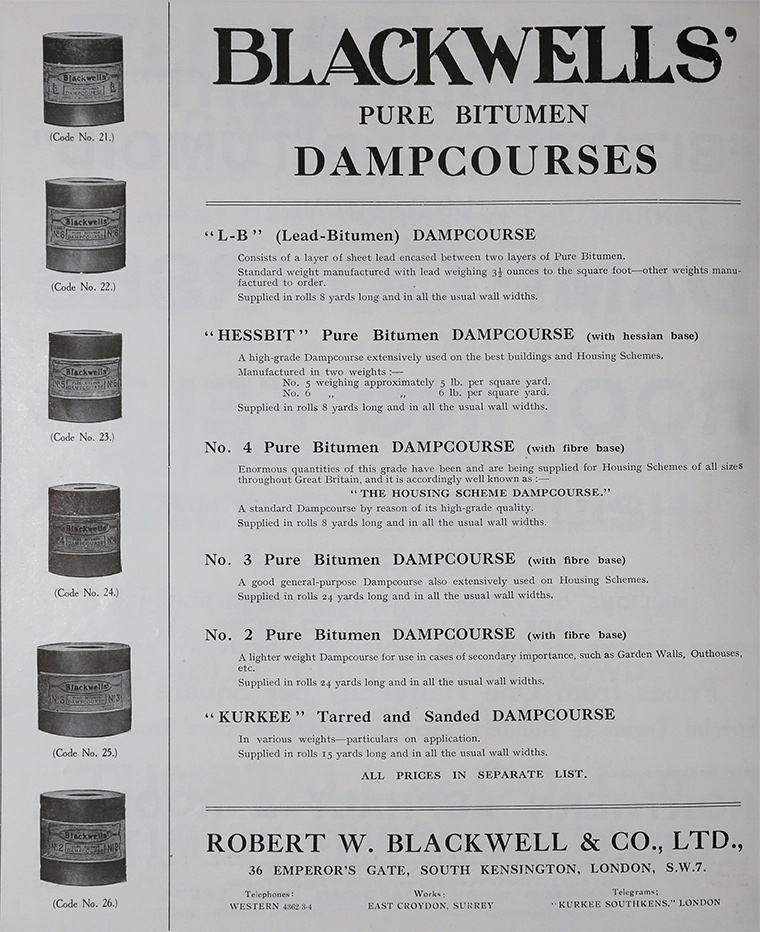 BLACKWELLS'
PURE BITUMEN
DAMPCOURSES
Blackwells'
(Code No. 21.)
Blackwells'
Nº6
(Code No. 22.)
Blackwells'
Nº5
(Code No. 23.)
Blackwells'
(Code No. 24.)
Blackwells'
Nº3
Nº3
(Code No. 25.)
Blackwells'
Nº2
Nº2
(Code No. 26.)
"L-B" (Lead-Bitumen) DAMPCOURSE
Consists of a layer of sheet lead encased between two layers of Pure Bitumen.
Standard weight manufactured with lead weighing 3½ ounces to the square foot—other weights manu-
factured to order.
Supplied in rolls 8 yards long and in all the usual wall widths.
"HESSBIT" Pure Bitumen DAMPCOURSE (with hessian base)
A high-grade Dampcourse extensively used on the best buildings and Housing Schemes.
Manufactured in two weights :—
No. 5 weighing approximately 5 lb. per square yard.
No. 6 ,, ,, 6 lb. per square yard.
Supplied in rolls 8 yards long and in all the usual wall widths.
No. 4 Pure Bitumen DAMPCOURSE (with fibre base)
Enormous quantities of this grade have been and are being supplied for Housing Schemes of all sizes
throughout Great Britain, and it is accordingly well known as :—
"THE HOUSING SCHEME DAMPCOURSE."
A standard Dampcourse by reason of its high-grade quality.
Supplied in rolls 8 yards long and in all the usual wall widths.
No. 3 Pure Bitumen DAMPCOURSE (with fibre base)
A good general-purpose Dampcourse also extensively used on Housing Schemes.
Supplied in rolls 24 yards long and in all the usual wall widths.
No. 2 Pure Bitumen DAMPCOURSE (with fibre base)
A lighter weight Dampcourse for use in cases of secondary importance, such as Garden Walls, Outhouses,
etc.
Supplied in rolls 24 yards long and in all the usual wall widths.
"KURKEE" Tarred and Sanded DAMPCOURSE
In various weights—particulars on application.
Supplied in rolls 15 yards long and in all the usual wall widths.
ALL PRICES IN SEPARATE LIST.
ROBERT W. BLACKWELL & CO., LTD.,
36 EMPEROR'S GATE, SOUTH KENSINGTON, LONDON, S.W.7.
Telephones: Works: Telegrams:
WESTERN 4362-3-4 EAST CROYDON, SURREY "KURKEE SOUTHKENS," LONDON